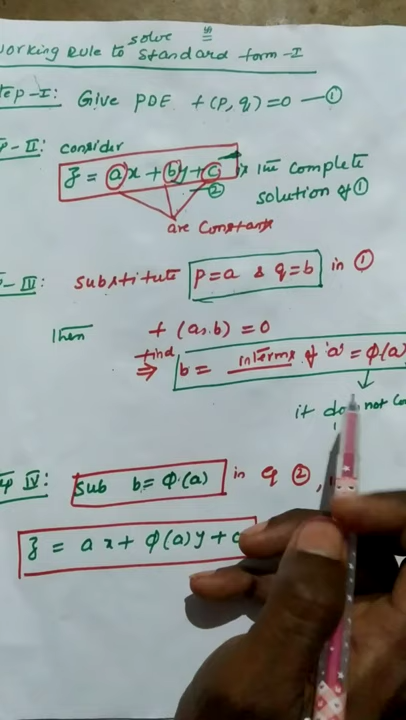 working Rule to solve
Standard form-I
Step-I: Give PDE f(p, q)=0 —①
Step-II: consider
z = ax + by + c is the complete
—②
solution of ①
are Constants
Step-III: substitute p=a & q=b in ①
Then f(a,b) = 0
find
⇒ b = interms of 'a' = φ(a)
it does not
Step IV: Sub b = φ(a) in eq ②,
z = ax + φ(a)y + c